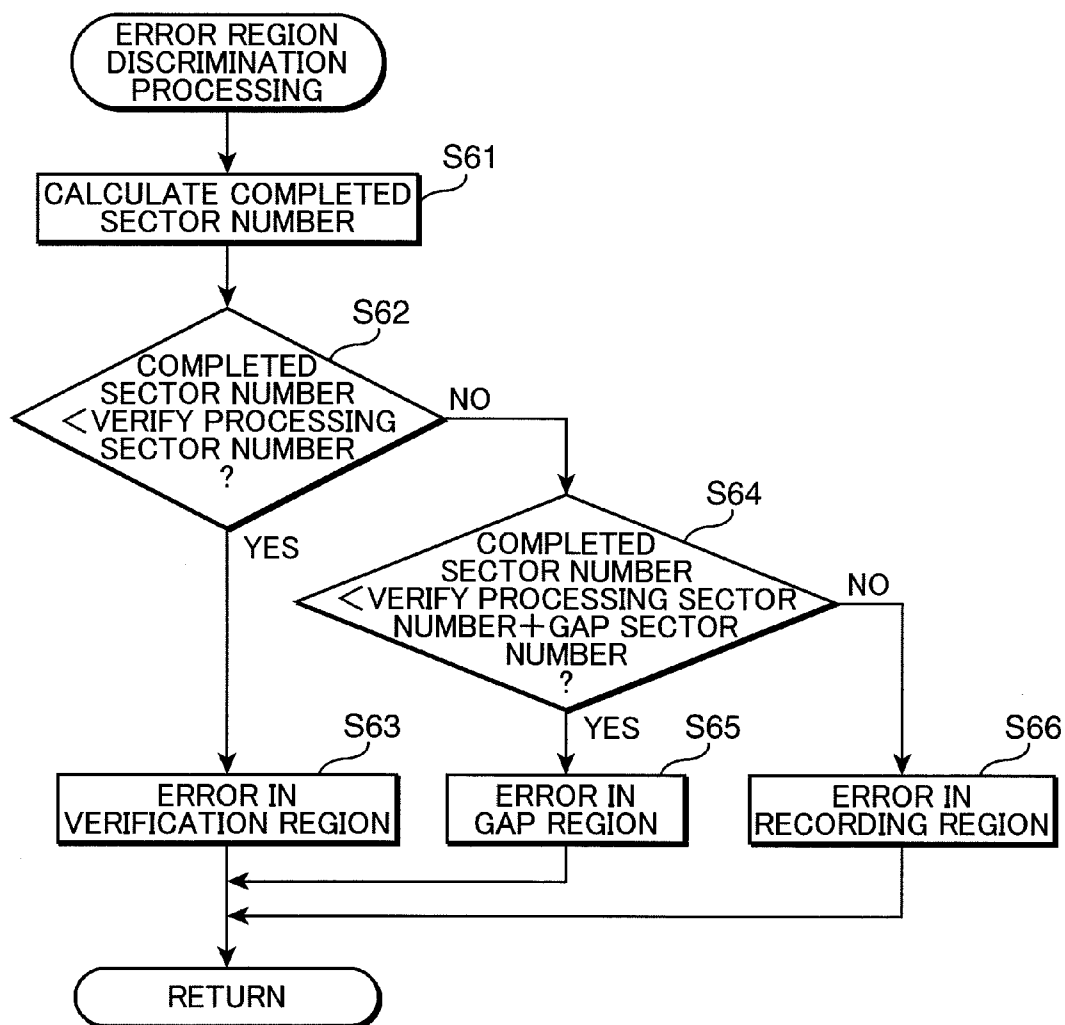 ERROR REGION
DISCRIMINATION
PROCESSING
S61
CALCULATE COMPLETED
SECTOR NUMBER
S62
COMPLETED
SECTOR NUMBER
<VERIFY PROCESSING
SECTOR NUMBER
?
NO
YES
S64
COMPLETED
SECTOR NUMBER
<VERIFY PROCESSING SECTOR
NUMBER+GAP SECTOR
NUMBER
?
NO
YES
S63
ERROR IN
VERIFICATION REGION
S65
ERROR IN
GAP REGION
S66
ERROR IN
RECORDING REGION
RETURN